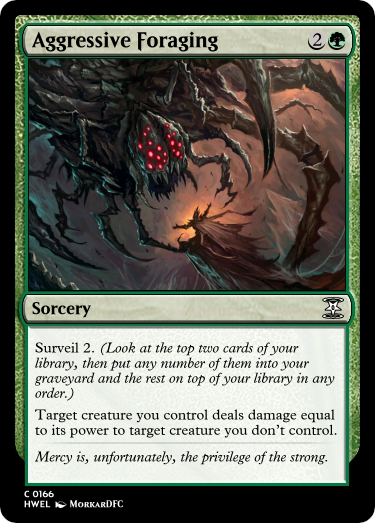 Aggressive Foraging 2
Sorcery
Surveil 2. (Look at the top two cards of your
library, then put any number of them into your
graveyard and the rest on top of your library in any
order.)
Target creature you control deals damage equal
to its power to target creature you don't control.
Mercy is, unfortunately, the privilege of the strong.
C 0166
HWEL MorkarDFC